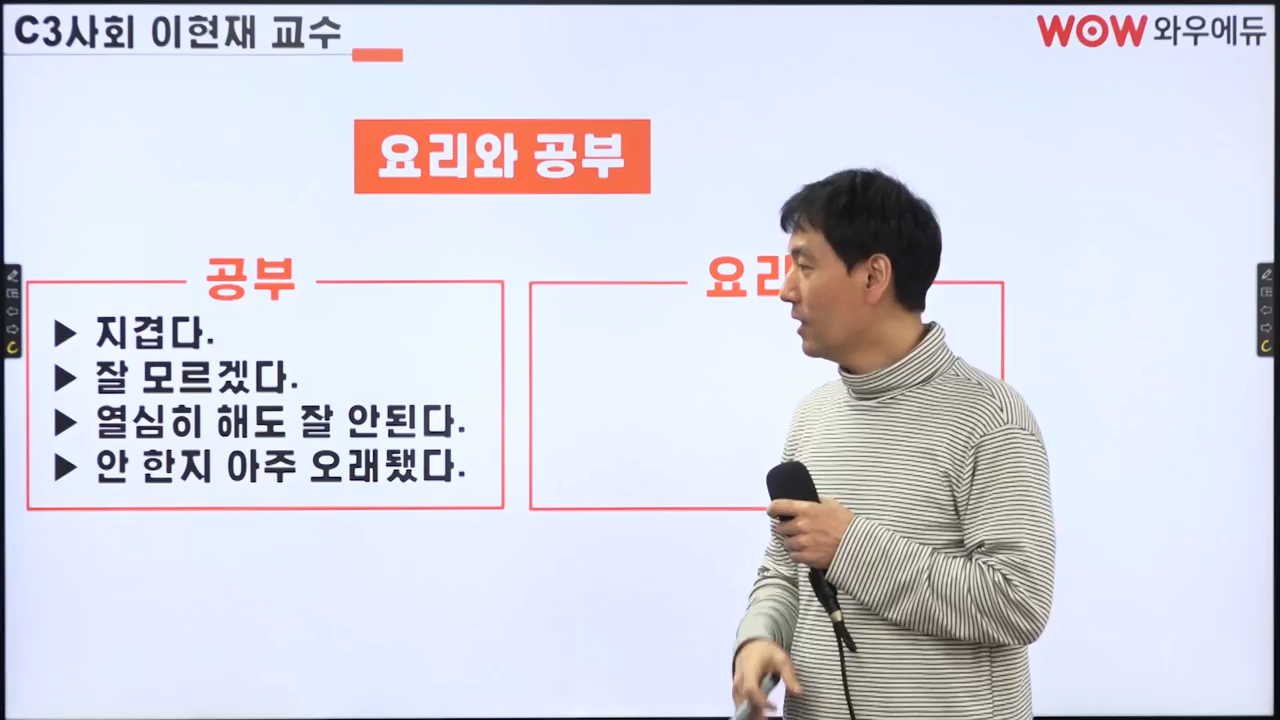 C3사회 이현재 교수
WOW 와우에듀
요리와 공부
공부
▶ 지겹다.
▶ 잘 모르겠다.
▶ 열심히 해도 잘 안된다.
▶ 안 한지 아주 오래됐다.
요리